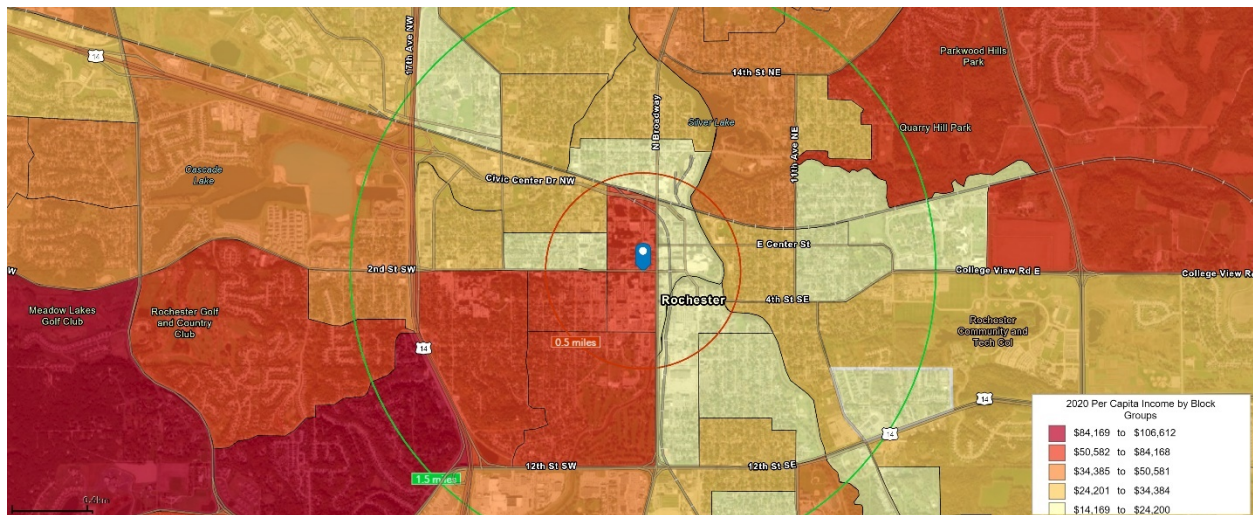 14
17th Ave NW
Parkwood Hills
Park
14th St NE
N Broadway
Silver Lake
Quarry Hill Park
11th Ave NE
Cascade
Lake
Civic Center Dr NW
E Center St
W
2nd St SW
College View Rd E
College View Ra
Meadow Lakes
Golf Club
Rochester Golf
and Country
Club
Rochester
4th St SE
Rochester
Community and
Tech Col
0.5 miles
14
14
14
12th St SW
12th St SE
1.5 miles
2020 Per Capita Income by Block
Groups
$84,169 to $106,612
$50,582 to $84,168
$34,385 to $50,581
$24,201 to $34,384
$14,169 to $24,200